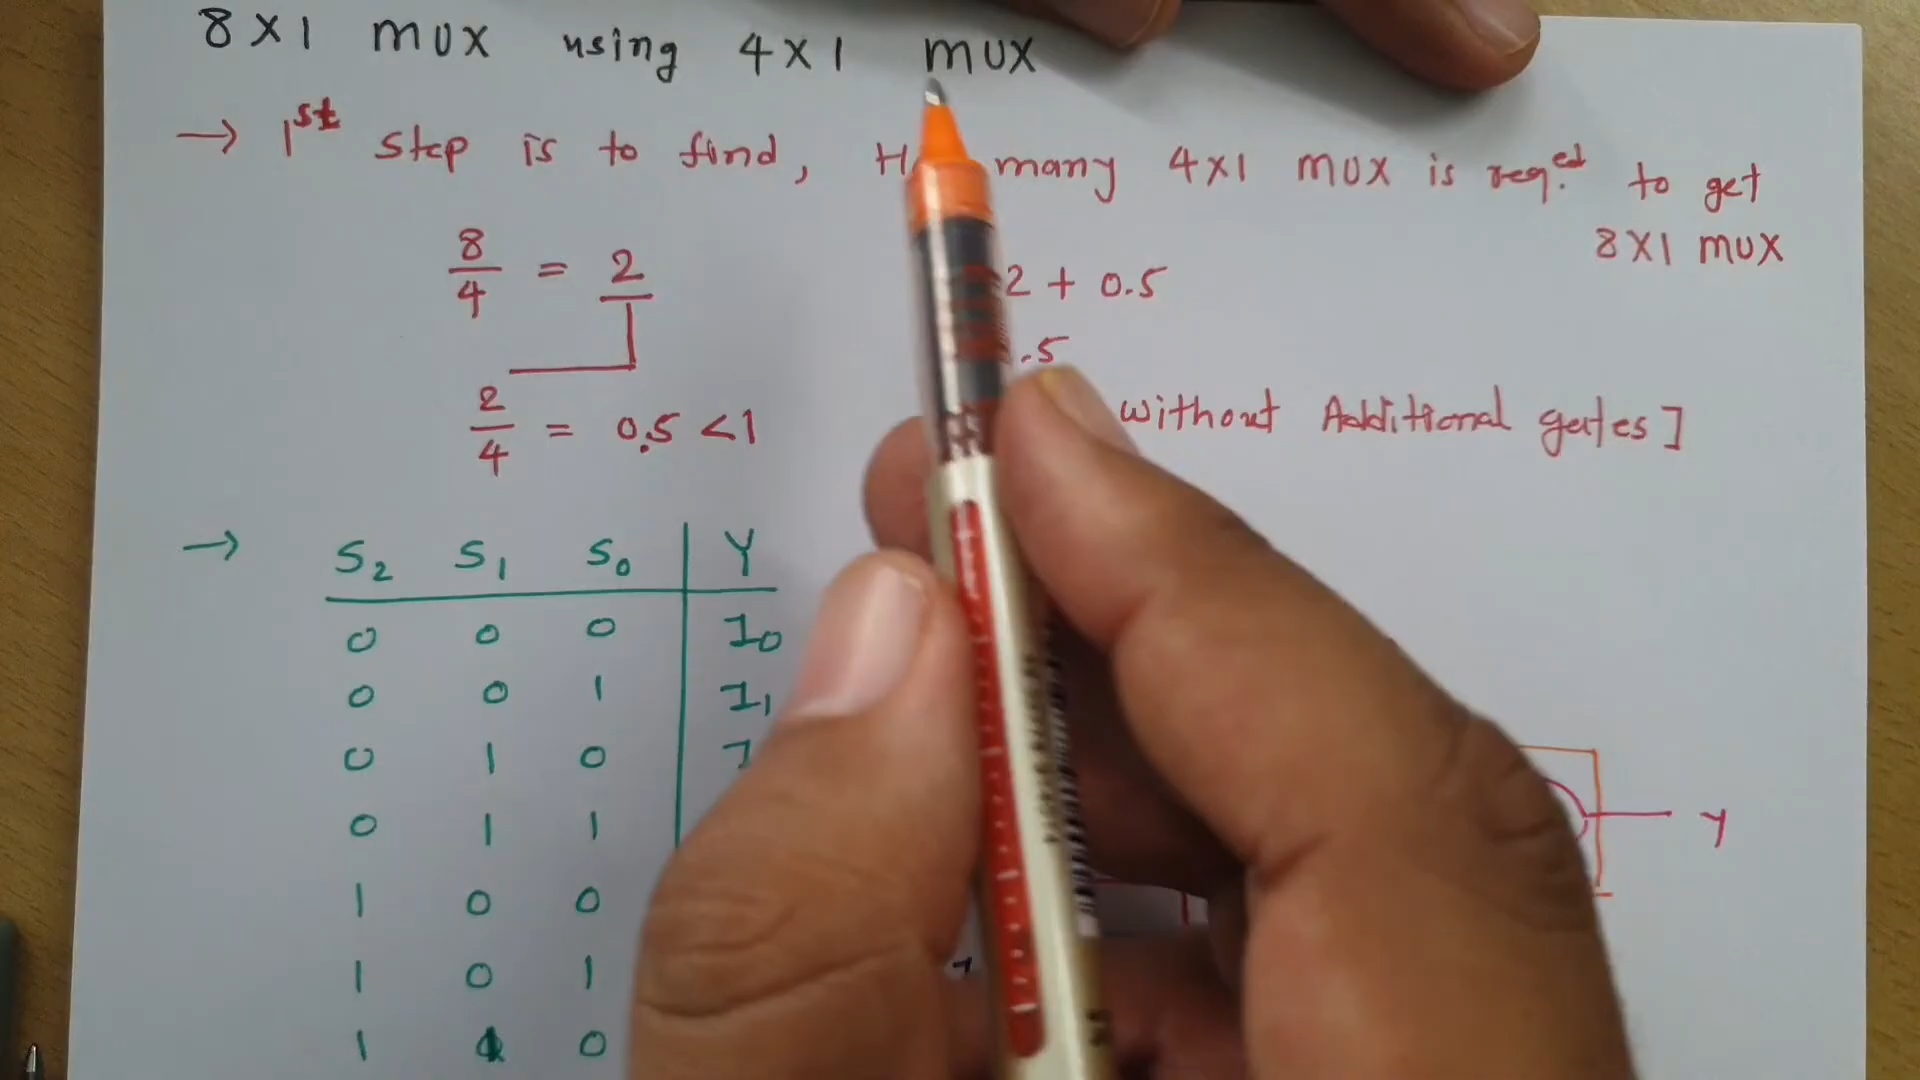 8X1 MUX using 4X1 MUX
→ 1st Step is to find, many 4X1 MUX is reqed. to get
8X1 MUX
8/4 = 2
2 + 0.5
.5
2/4 = 0.5 < 1
without Additional gates]
→ S2 S1 S0 Y
0 0 0 I0
0 0 1 I1
0 1 0
0 1 1
1 0 0
1 0 1
1 1 0
Y